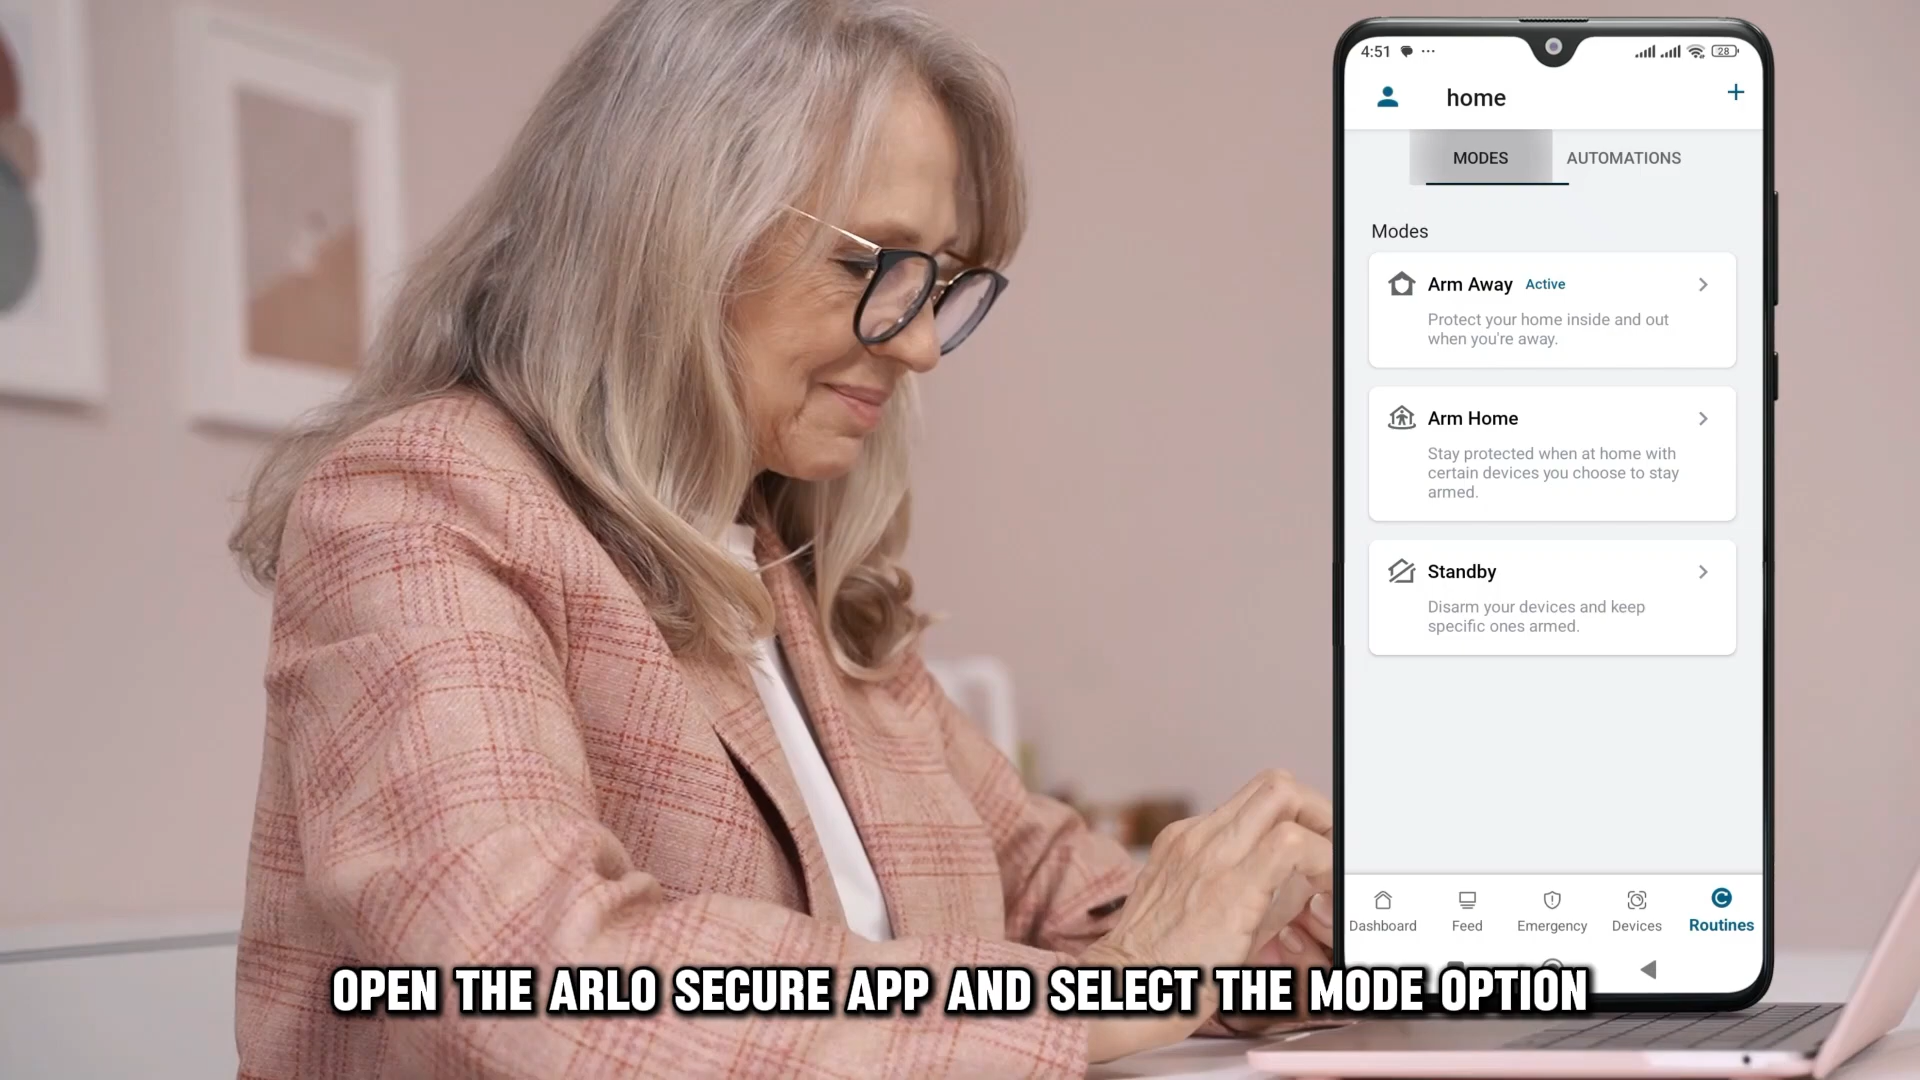 4:51
28
home
MODES
AUTOMATIONS
Modes
Arm Away Active
Protect your home inside and out
when you're away.
Arm Home
Stay protected when at home with
certain devices you choose to stay
armed.
Standby
Disarm your devices and keep
specific ones armed.
Dashboard
Feed
Emergency
Devices
Routines
OPEN THE ARLO SECURE APP AND SELECT THE MODE OPTION